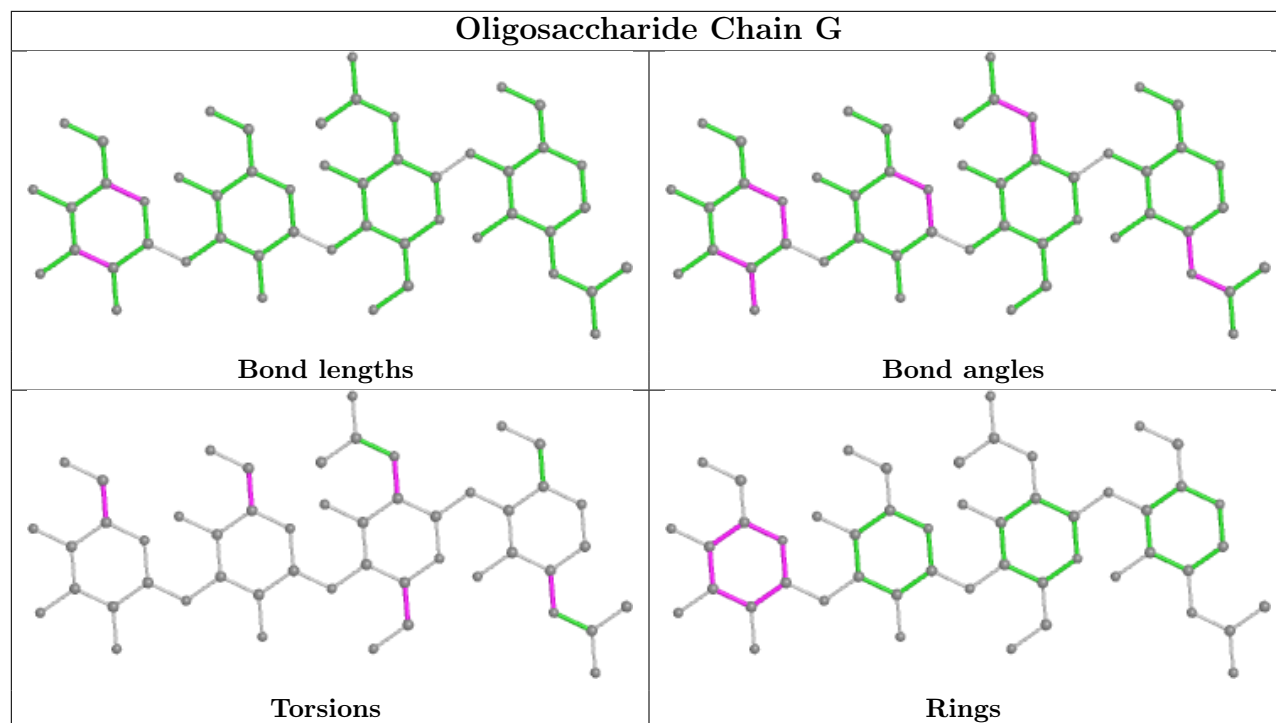 Oligosaccharide Chain G
Bond lengths
Bond angles
Torsions
Rings